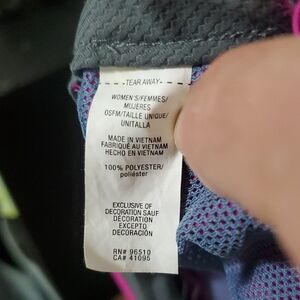 -TEAR AWAY-
WOMEN'S/FEMMES/
MUJERES
OSFM/TAILLE UNIQUE/
UNITALLA
MADE IN VIETNAM
FABRIQUÉ AU VIETNAM
HECHO EN VIETNAM
100% POLYESTER/
poliéster
EXCLUSIVE OF
DECORATION SAUF
DÉCORATION
EXCEPTO
DECORACIÓN
RN# 96510
CA# 41095